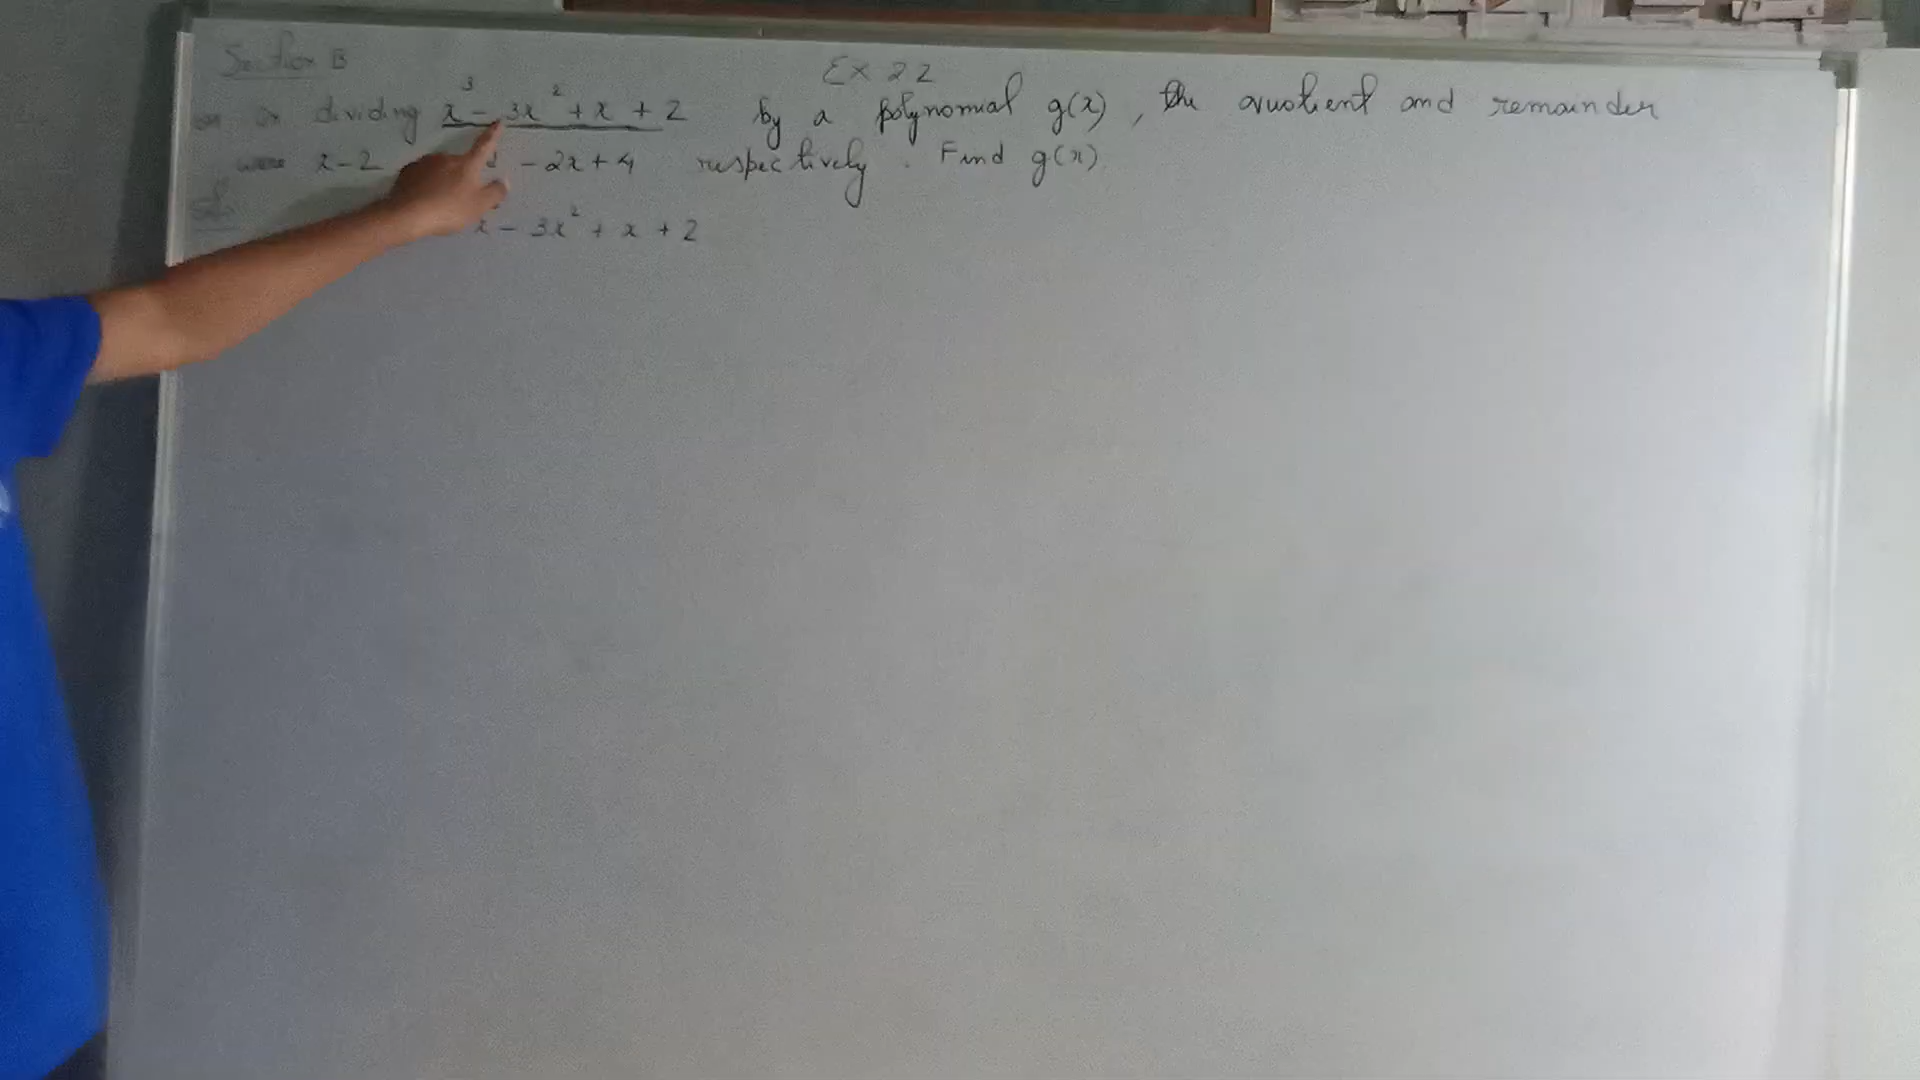 Section B
Ex 2.2
on dividing x³ - 3x² + x + 2 by a polynomial g(x), the quotient and remainder
were x-2 - 2x + 4 respectively. Find g(x).
Soln
x - 3x² + x + 2